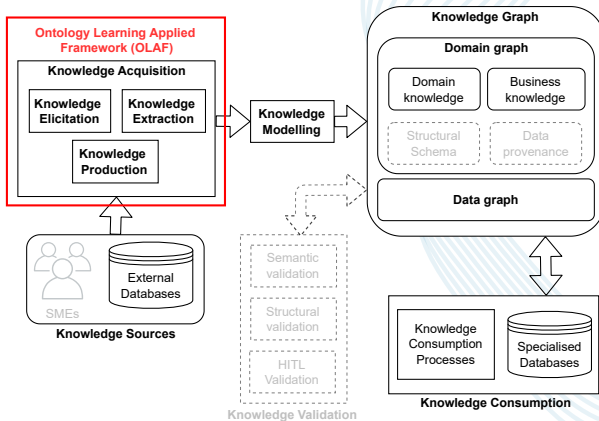 Ontology Learning Applied
Framework (OLAF)
Knowledge Acquisition
Knowledge
Elicitation
Knowledge
Extraction
Knowledge
Production
Knowledge
Modelling
Knowledge Graph
Domain graph
Domain
knowledge
Business
knowledge
Structural
Schema
Data
provenance
Data graph
SMEs
External
Databases
Knowledge Sources
Semantic
validation
Structural
validation
HITL
Validation
Knowledge Validation
Knowledge
Consumption
Processes
Specialised
Databases
Knowledge Consumption